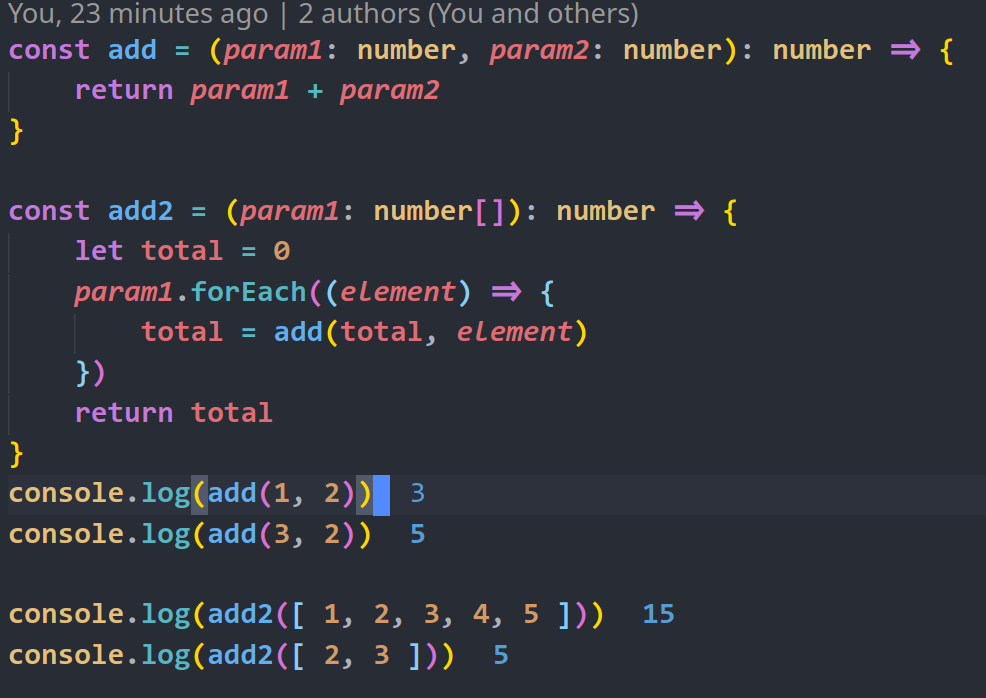 You, 23 minutes ago | 2 authors (You and others)
const add = (param1: number, param2: number): number => {
    return param1 + param2
}

const add2 = (param1: number[]): number => {
    let total = 0
    param1.forEach((element) => {
        total = add(total, element)
    })
    return total
}
console.log(add(1, 2))  3
console.log(add(3, 2))  5

console.log(add2([ 1, 2, 3, 4, 5 ]))  15
console.log(add2([ 2, 3 ]))  5